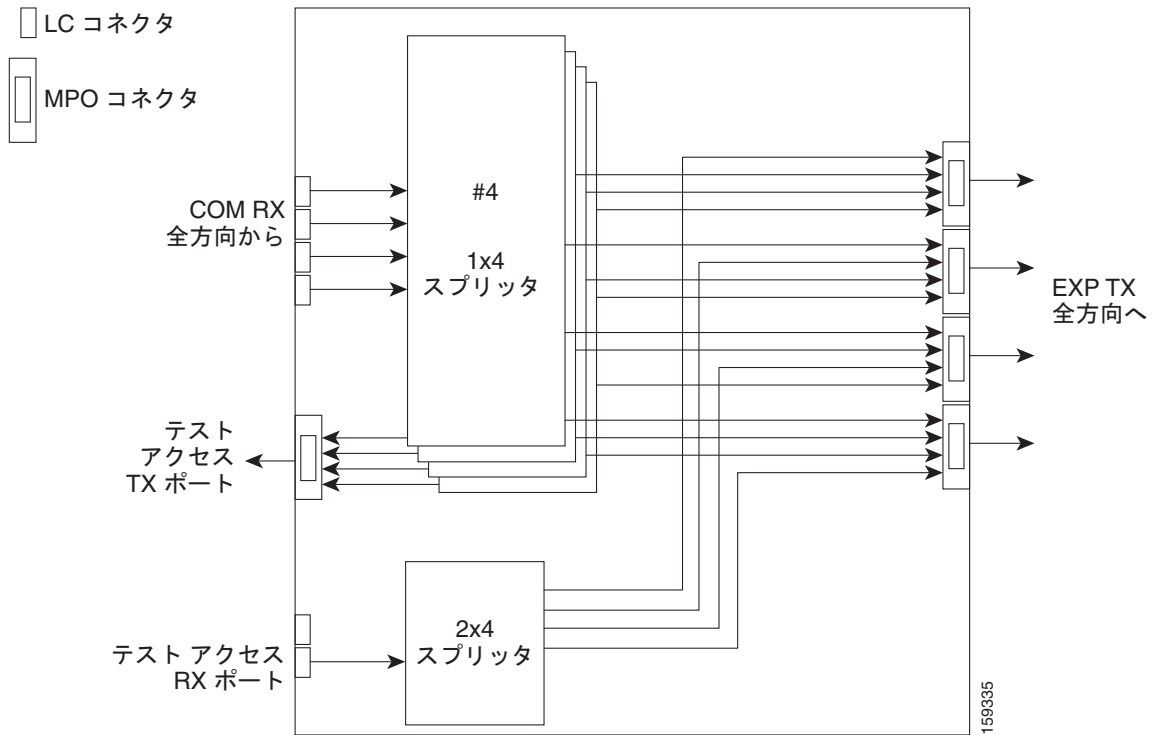 LC コネクタ
MPO コネクタ
COM RX
全方向から
#4
1x4
スプリッタ
EXP TX
全方向へ
テスト
アクセス
TX ポート
2x4
スプリッタ
テスト アクセス
RX ポート
159335